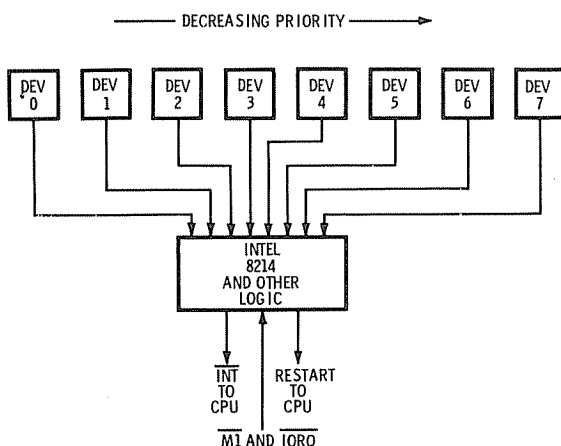 DECREASING PRIORITY
DEV 0
DEV 1
DEV 2
DEV 3
DEV 4
DEV 5
DEV 6
DEV 7
INTEL
8214
AND OTHER
LOGIC
INT TO CPU
RESTART TO CPU
M1 AND IORQ